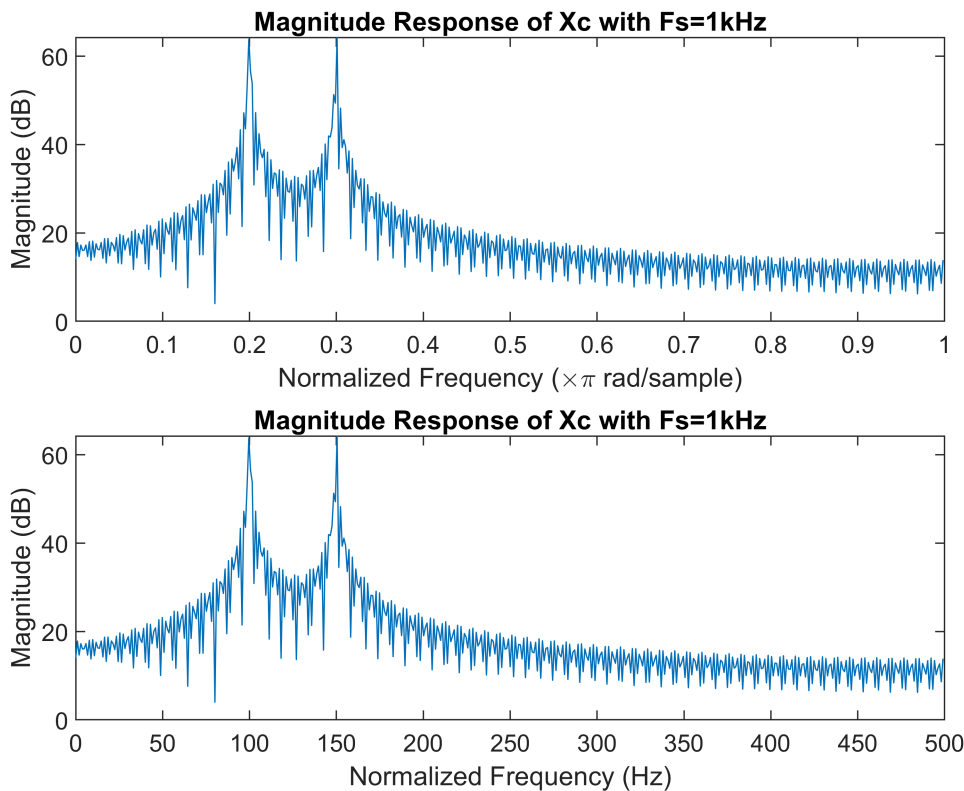 Magnitude Response of Xc with Fs=1kHz
Magnitude (dB)
60
40
20
0
0 0.1 0.2 0.3 0.4 0.5 0.6 0.7 0.8 0.9 1
Normalized Frequency (×π rad/sample)
Magnitude Response of Xc with Fs=1kHz
Magnitude (dB)
60
40
20
0
0 50 100 150 200 250 300 350 400 450 500
Normalized Frequency (Hz)